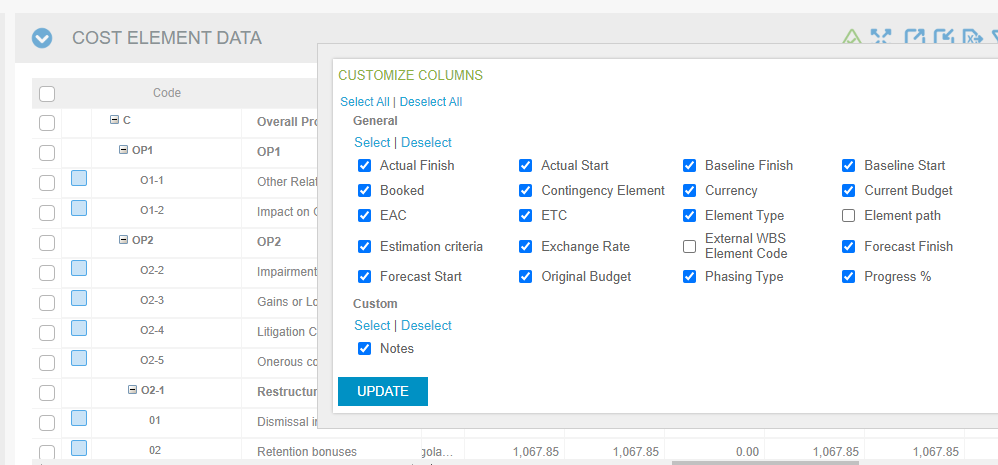 COST ELEMENT DATA
CUSTOMIZE COLUMNS
Select All | Deselect All
General
Select | Deselect
Actual Finish Actual Start Baseline Finish Baseline Start
Booked Contingency Element Currency Current Budget
EAC ETC Element Type Element path
Estimation criteria Exchange Rate External WBS Element Code Forecast Finish
Forecast Start Original Budget Phasing Type Progress %
Custom
Select | Deselect
Notes
UPDATE
Code
C Overall Pro
OP1 OP1
O1-1 Other Relat
O1-2 Impact on
OP2 OP2
O2-2 Impairment
O2-3 Gains or Lo
O2-4 Litigation C
O2-5 Onerous co
O2-1 Restructur
01 Dismissal in
02 Retention bonuses gola... 1,067.85 1,067.85 0.00 1,067.85 1,067.85